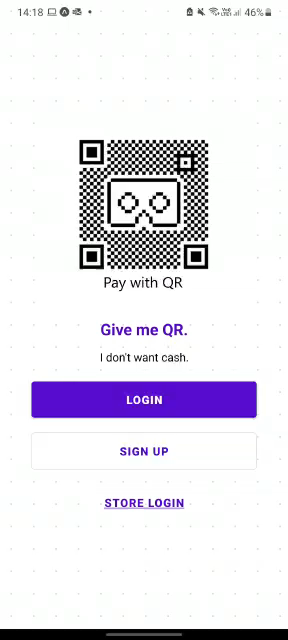 14:18
46%
Pay with QR
Give me QR.
I don't want cash.
LOGIN
SIGN UP
STORE LOGIN